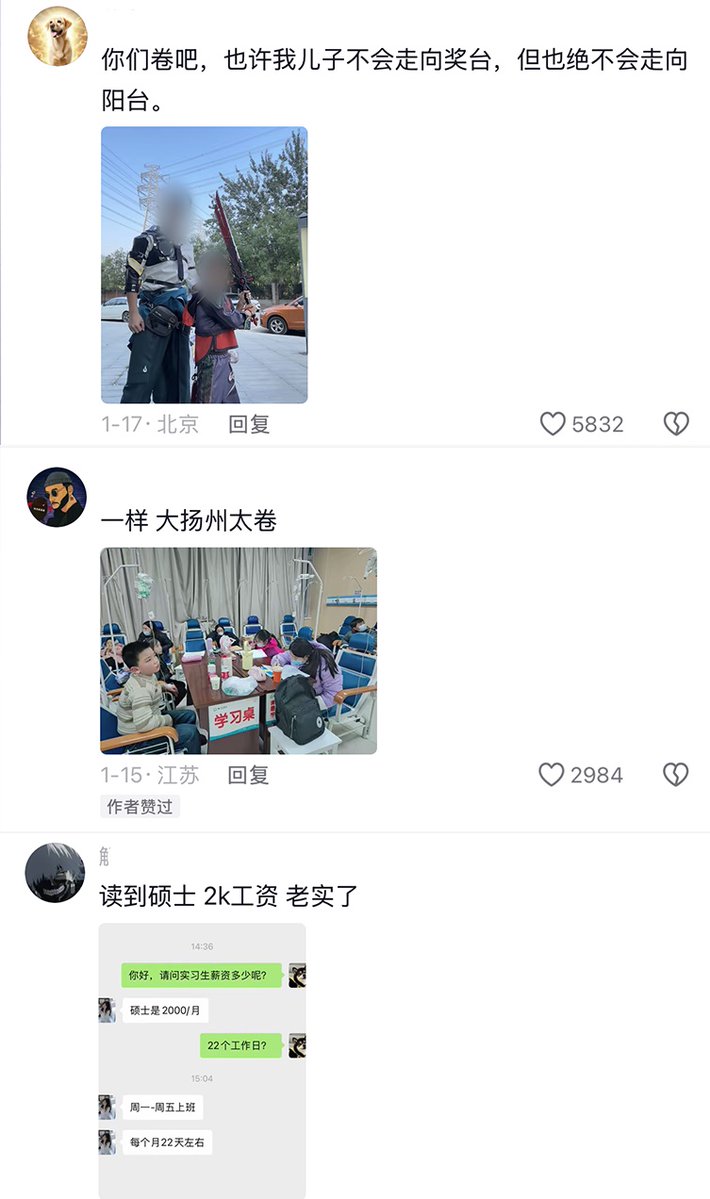 你们卷吧，也许我儿子不会走向奖台，但也绝不会走向
阳台。
1-17·北京 回复 5832
一样 大扬州太卷
学习桌
1-15·江苏 回复 2984
作者赞过
读到硕士 2k工资 老实了
14:36
你好，请问实习生薪资多少呢？
硕士是2000/月
22个工作日？
15:04
周一-周五上班
每个月22天左右